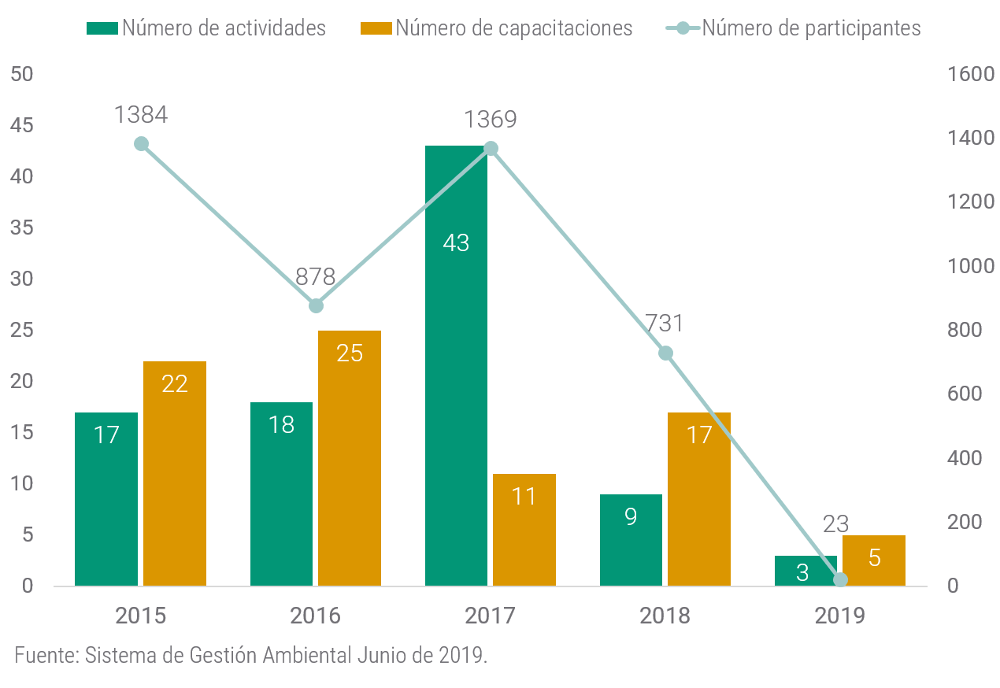 Número de actividades Número de capacitaciones Número de participantes
50 1600
1384 1369
45 1400
40 1200
35 43 1000
30 878
25 25 731 800
20 22 600
15 17 18 17 400
10 11 9
5 23 5 200
0 3 0
2015 2016 2017 2018 2019
Fuente: Sistema de Gestión Ambiental Junio de 2019.